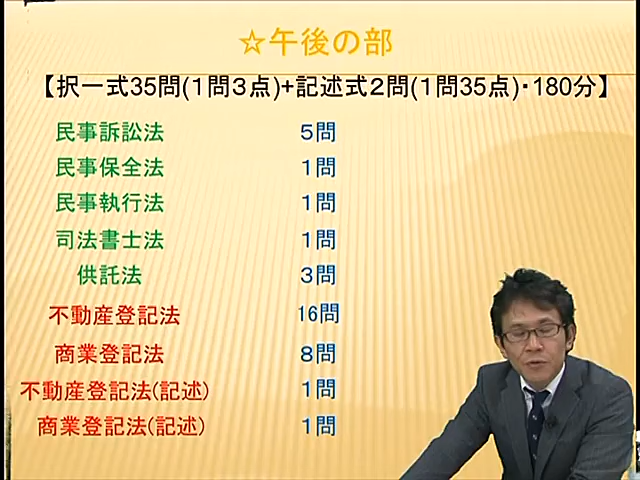 ☆午後の部
【択一式35問(１問３点)+記述式２問(１問35点)・180分】
民事訴訟法 ５問
民事保全法 １問
民事執行法 １問
司法書士法 １問
供託法 ３問
不動産登記法 16問
商業登記法 ８問
不動産登記法(記述) １問
商業登記法(記述) １問